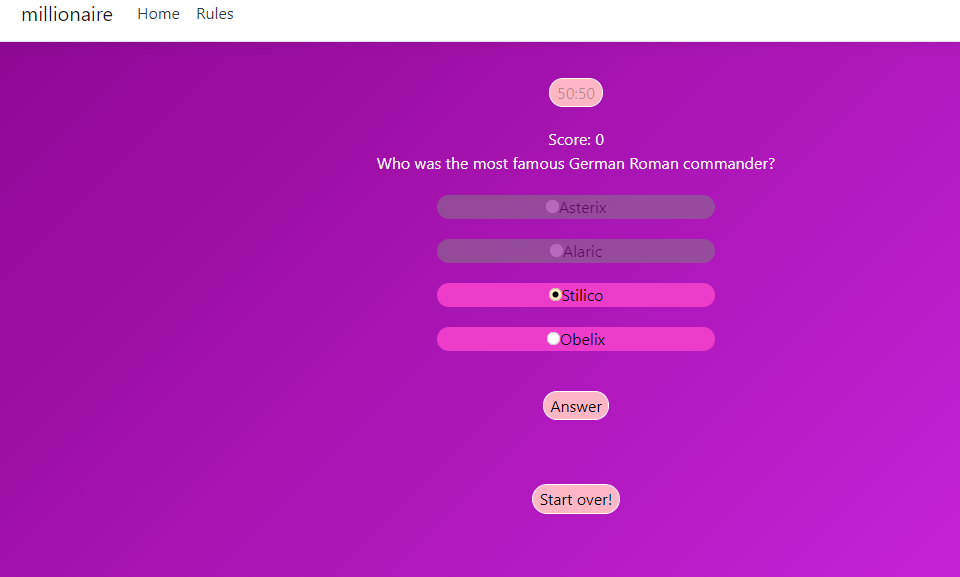 millionaire Home Rules
50:50
Score: 0
Who was the most famous German Roman commander?
Asterix
Alaric
Stilico
Obelix
Answer
Start over!